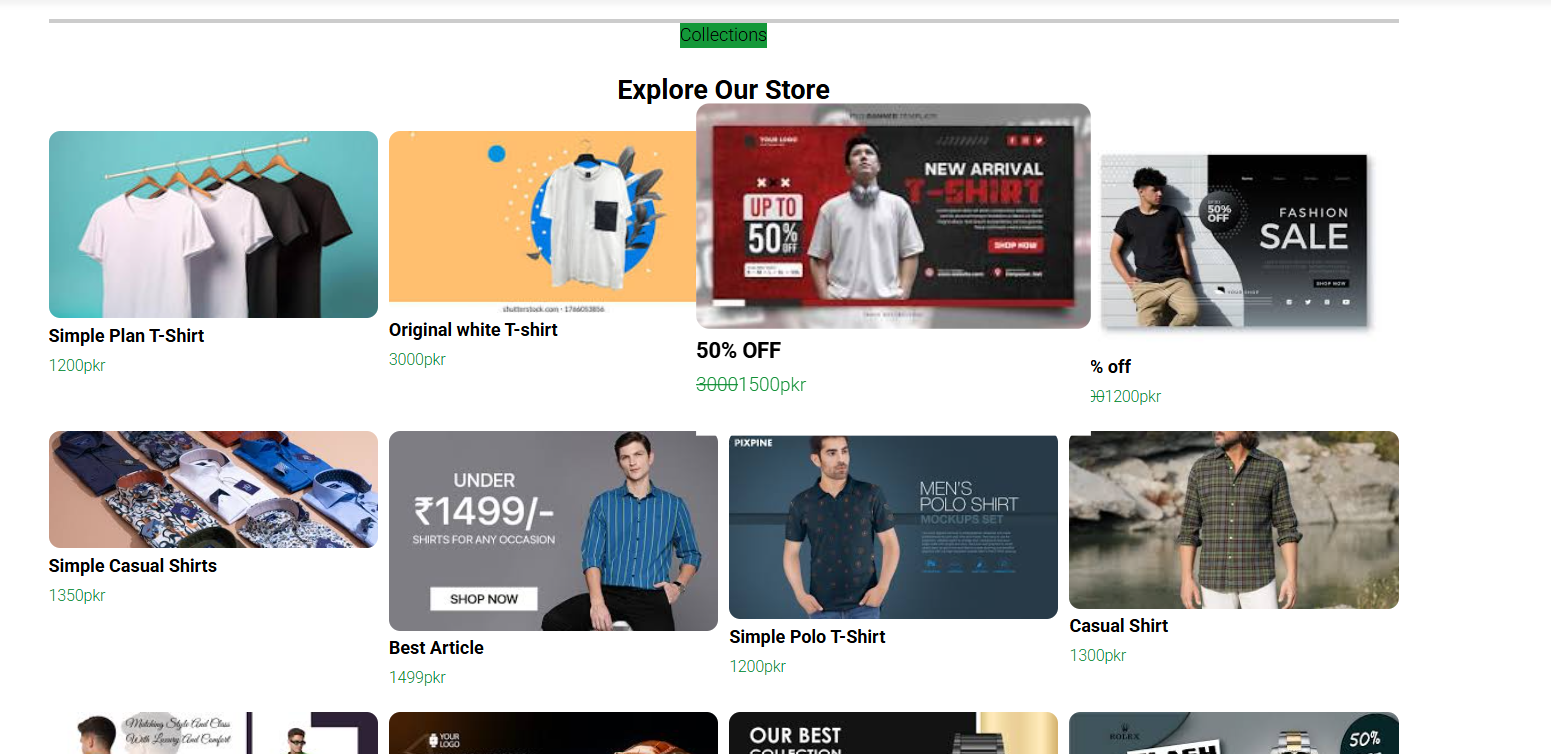 Collections
Explore Our Store
shutterstock.com · 1766053856
Simple Plan T-Shirt
1200pkr
Original white T-shirt
3000pkr
YOUR LOGO
NEW ARRIVAL
T-SHIRT
UP TO
50%
OFF
SHOP NOW
50% OFF
30001500pkr
50%
OFF
FASHION
SALE
SHOP NOW
% off
001200pkr
Simple Casual Shirts
1350pkr
UNDER
₹1499/-
SHIRTS FOR ANY OCCASION
SHOP NOW
Best Article
1499pkr
PIXPINE
MEN'S
POLO SHIRT
MOCKUPS SET
Simple Polo T-Shirt
1200pkr
Casual Shirt
1300pkr
Matching Style And Class
With Luxury And Comfort
YOUR
LOGO
OUR BEST
COLLECTION
ROLEX
50%